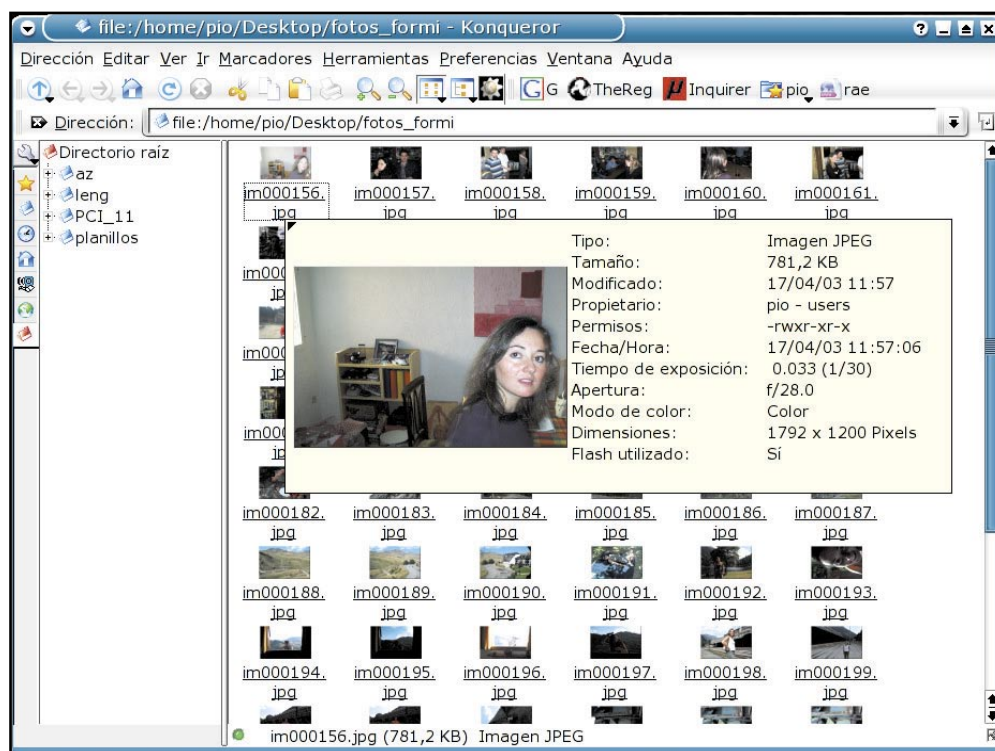 file:/home/pio/Desktop/fotos_formi - Konqueror
Dirección Editar Ver Ir Marcadores Herramientas Preferencias Ventana Ayuda
G TheReg Inquirer pio rae
Dirección: file:/home/pio/Desktop/fotos_formi
Directorio raíz
az
leng
PCI_11
planillos
im000156.jpg im000157.jpg im000158.jpg im000159.jpg im000160.jpg im000161.jpg
Tipo: Imagen JPEG
Tamaño: 781,2 KB
Modificado: 17/04/03 11:57
Propietario: pio - users
Permisos: -rwxr-xr-x
Fecha/Hora: 17/04/03 11:57:06
Tiempo de exposición: 0.033 (1/30)
Apertura: f/28.0
Modo de color: Color
Dimensiones: 1792 x 1200 Pixels
Flash utilizado: Sí
im000182.jpg im000183.jpg im000184.jpg im000185.jpg im000186.jpg im000187.jpg
im000188.jpg im000189.jpg im000190.jpg im000191.jpg im000192.jpg im000193.jpg
im000194.jpg im000195.jpg im000196.jpg im000197.jpg im000198.jpg im000199.jpg
im000156.jpg (781,2 KB) Imagen JPEG